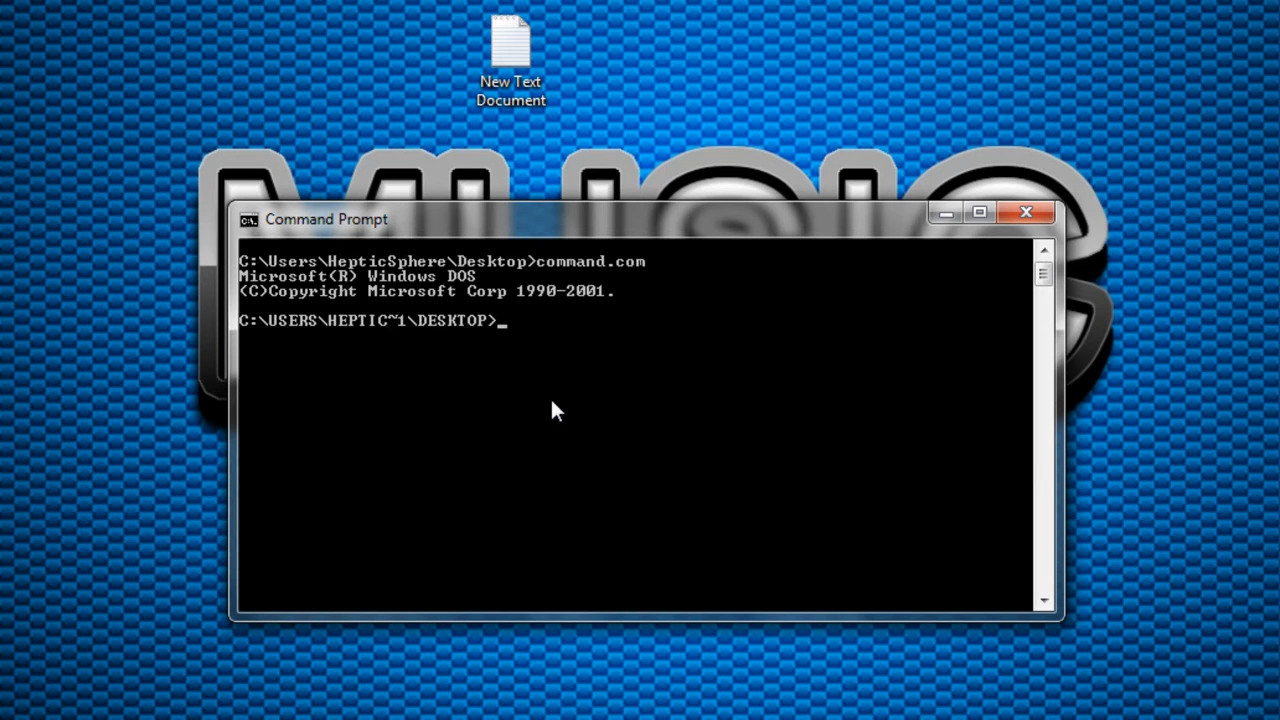 New Text
Document
MUSIC
Command Prompt
C:\Users\HepticSphere\Desktop>command.com
Microsoft(R) Windows DOS
(C)Copyright Microsoft Corp 1990-2001.
C:\USERS\HEPTIC~1\DESKTOP>_